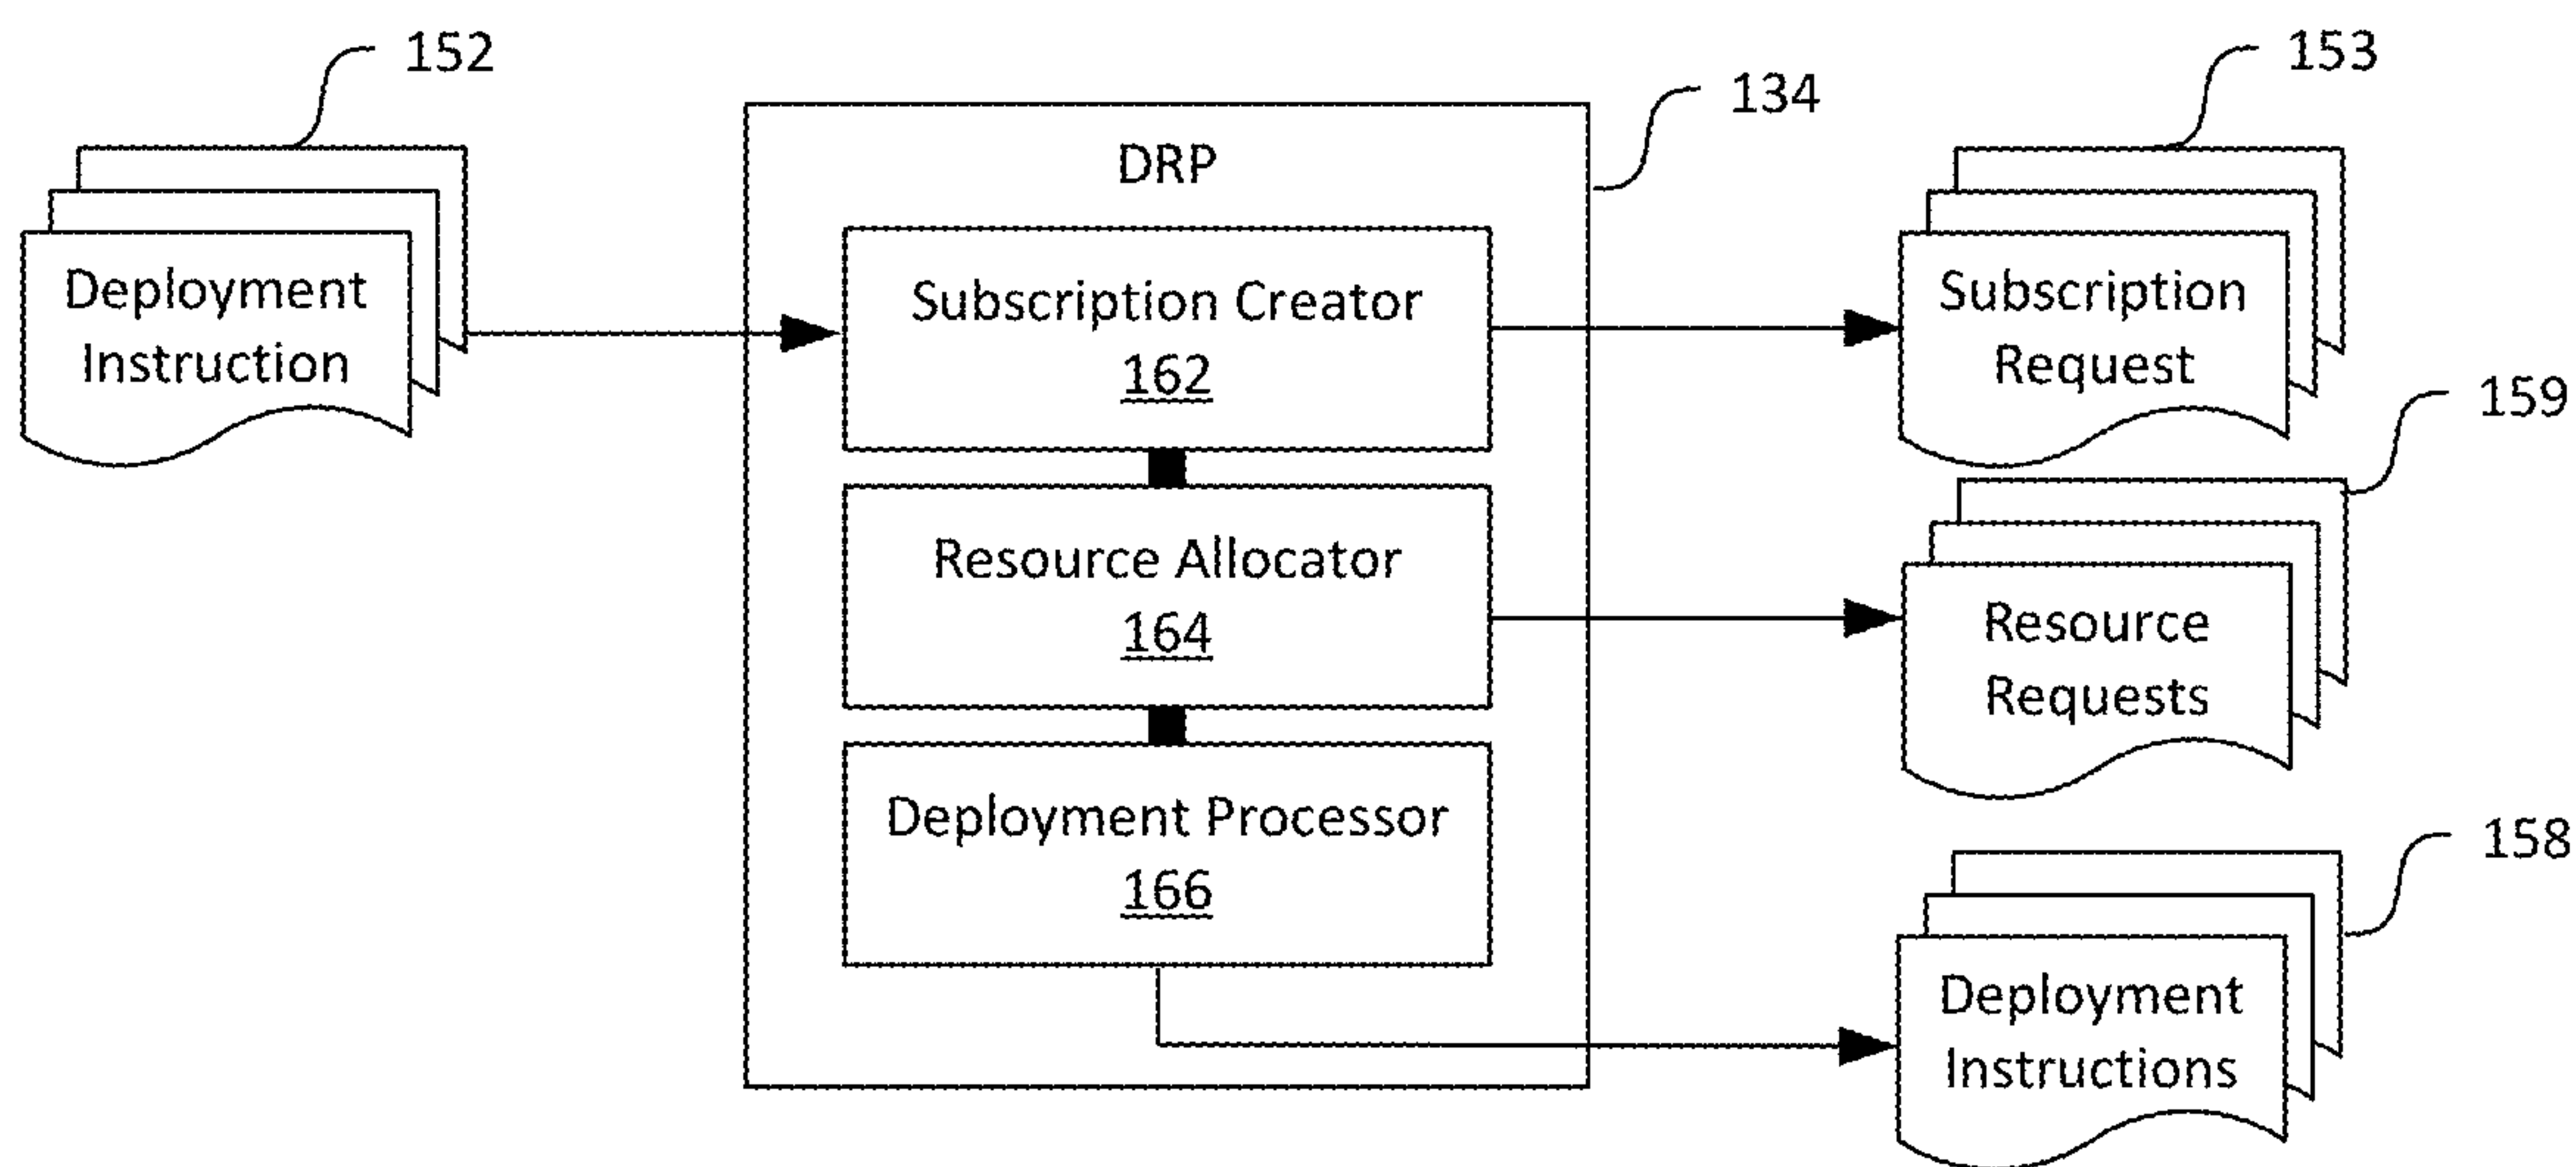 152
153
134
DRP
Deployment
Instruction
Subscription Creator
162
Subscription
Request
159
Resource Allocator
164
Resource
Requests
158
Deployment Processor
166
Deployment
Instructions